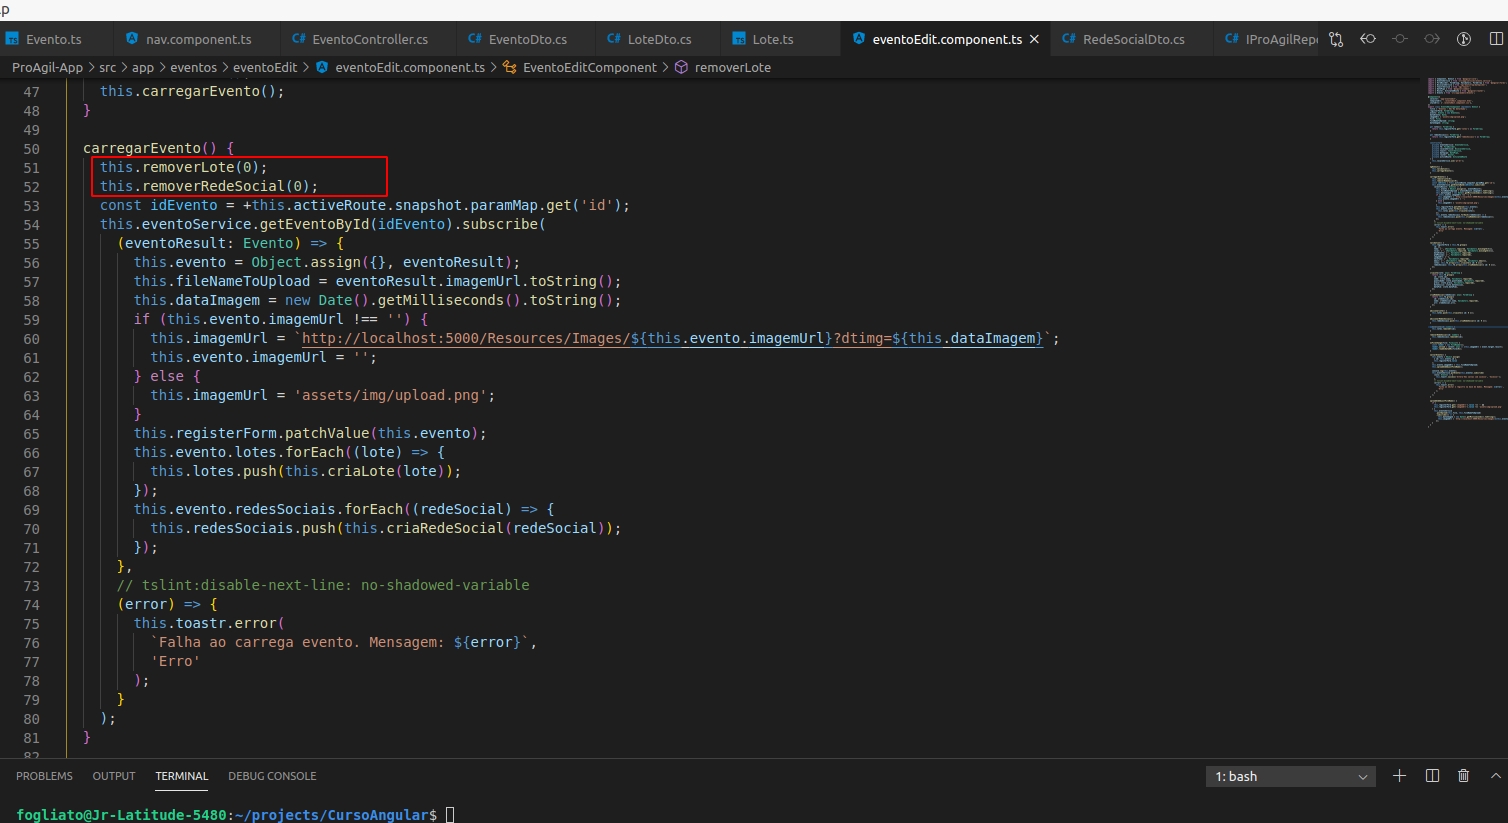 lp
Evento.ts nav.component.ts EventoController.cs EventoDto.cs LoteDto.cs Lote.ts eventoEdit.component.ts RedeSocialDto.cs IProAgilRepo
ProAgil-App > src > app > eventos > eventoEdit > eventoEdit.component.ts > EventoEditComponent > removerLote
47 this.carregarEvento();
48 }
49
50 carregarEvento() {
51 this.removerLote(0);
52 this.removerRedeSocial(0);
53 const idEvento = +this.activeRoute.snapshot.paramMap.get('id');
54 this.eventoService.getEventoById(idEvento).subscribe(
55 (eventoResult: Evento) => {
56 this.evento = Object.assign({}, eventoResult);
57 this.fileNameToUpload = eventoResult.imagemUrl.toString();
58 this.dataImagem = new Date().getMilliseconds().toString();
59 if (this.evento.imagemUrl !== '') {
60 this.imagemUrl = `http://localhost:5000/Resources/Images/${this.evento.imagemUrl}?dtimg=${this.dataImagem}`;
61 this.evento.imagemUrl = '';
62 } else {
63 this.imagemUrl = 'assets/img/upload.png';
64 }
65 this.registerForm.patchValue(this.evento);
66 this.evento.lotes.forEach((lote) => {
67 this.lotes.push(this.criaLote(lote));
68 });
69 this.evento.redesSociais.forEach((redeSocial) => {
70 this.redesSociais.push(this.criaRedeSocial(redeSocial));
71 });
72 },
73 // tslint:disable-next-line: no-shadowed-variable
74 (error) => {
75 this.toastr.error(
76 `Falha ao carrega evento. Mensagem: ${error}`,
77 'Erro'
78 );
79 }
80 );
81 }
82
PROBLEMS OUTPUT TERMINAL DEBUG CONSOLE 1: bash
fogliato@Jr-Latitude-5480:~/projects/CursoAngular$